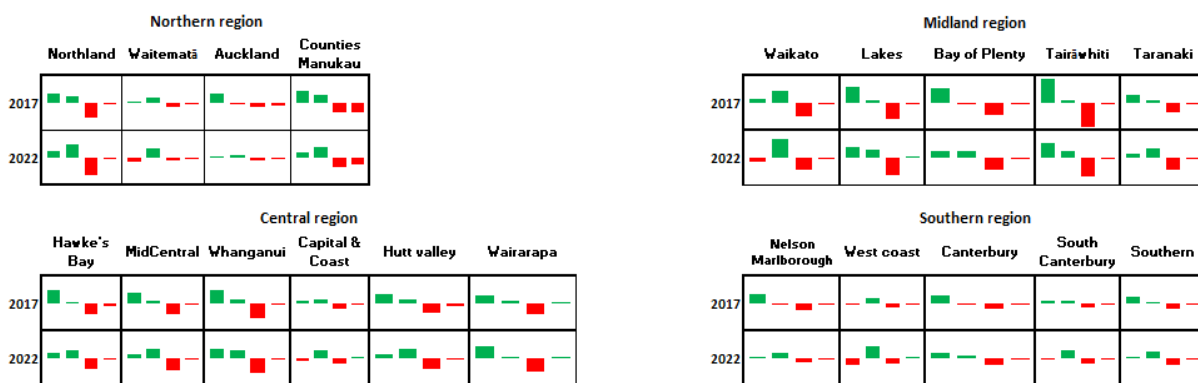 Northern region
Northland Waitematā Auckland Counties Manukau
2017
2022
Midland region
Waikato Lakes Bay of Plenty Tairāwhiti Taranaki
2017
2022
Central region
Hawke's Bay MidCentral Whanganui Capital & Coast Hutt valley Wairarapa
2017
2022
Southern region
Nelson Marlborough West coast Canterbury South Canterbury Southern
2017
2022